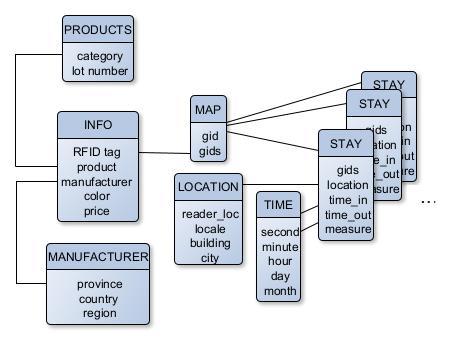 PRODUCTS
category
lot number
INFO
RFID tag
product
manufacturer
color
price
MANUFACTURER
province
country
region
MAP
gid
gids
LOCATION
reader_loc
locale
building
city
TIME
second
minute
hour
day
month
STAY
gids
location
time_in
time_out
measure
STAY
STAY
...